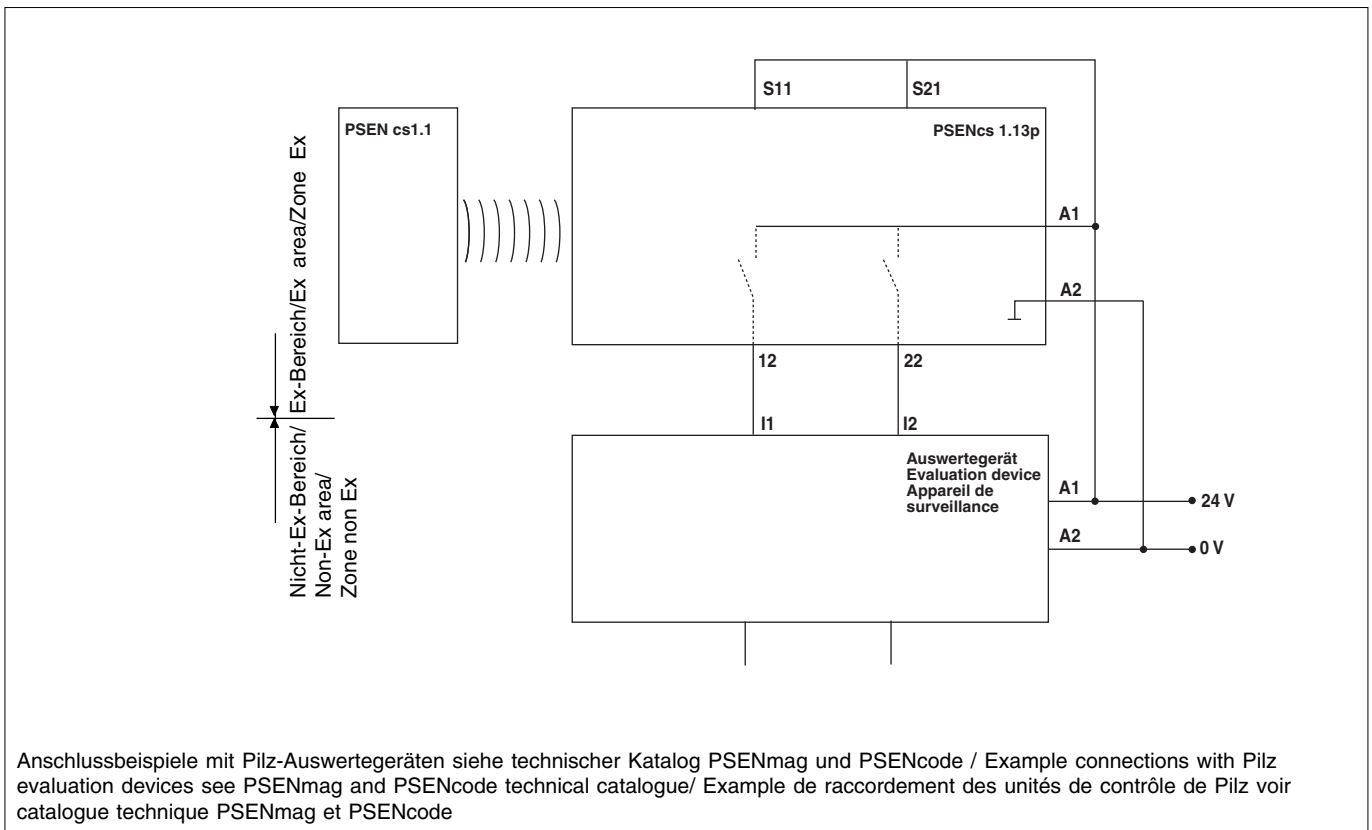 S11
S21
PSEN cs1.1
PSENcs 1.13p
A1
A2
12
22
I1
I2
Auswertegerät
Evaluation device
Appareil de
surveillance
A1
24 V
A2
0 V
Ex-Bereich/Ex area/Zone Ex
Nicht-Ex-Bereich/
Non-Ex area/
Zone non Ex
Anschlussbeispiele mit Pilz-Auswertegeräten siehe technischer Katalog PSENmag und PSENcode / Example connections with Pilz
evaluation devices see PSENmag and PSENcode technical catalogue/ Example de raccordement des unités de contrôle de Pilz voir
catalogue technique PSENmag et PSENcode